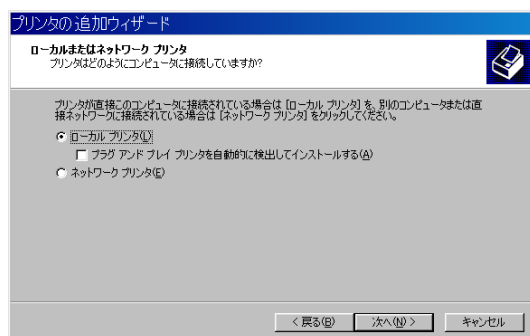 プリンタの追加ウィザード
ローカルまたはネットワーク プリンタ
プリンタはどのようにコンピュータに接続していますか?
プリンタが直接このコンピュータに接続されている場合は [ローカル プリンタ] を、別のコンピュータまたは直
接ネットワークに接続されている場合は [ネットワーク プリンタ] をクリックしてください。
ローカル プリンタ(L)
プラグ アンド プレイ プリンタを自動的に検出してインストールする(A)
ネットワーク プリンタ(E)
< 戻る(B) 次へ(N) > キャンセル